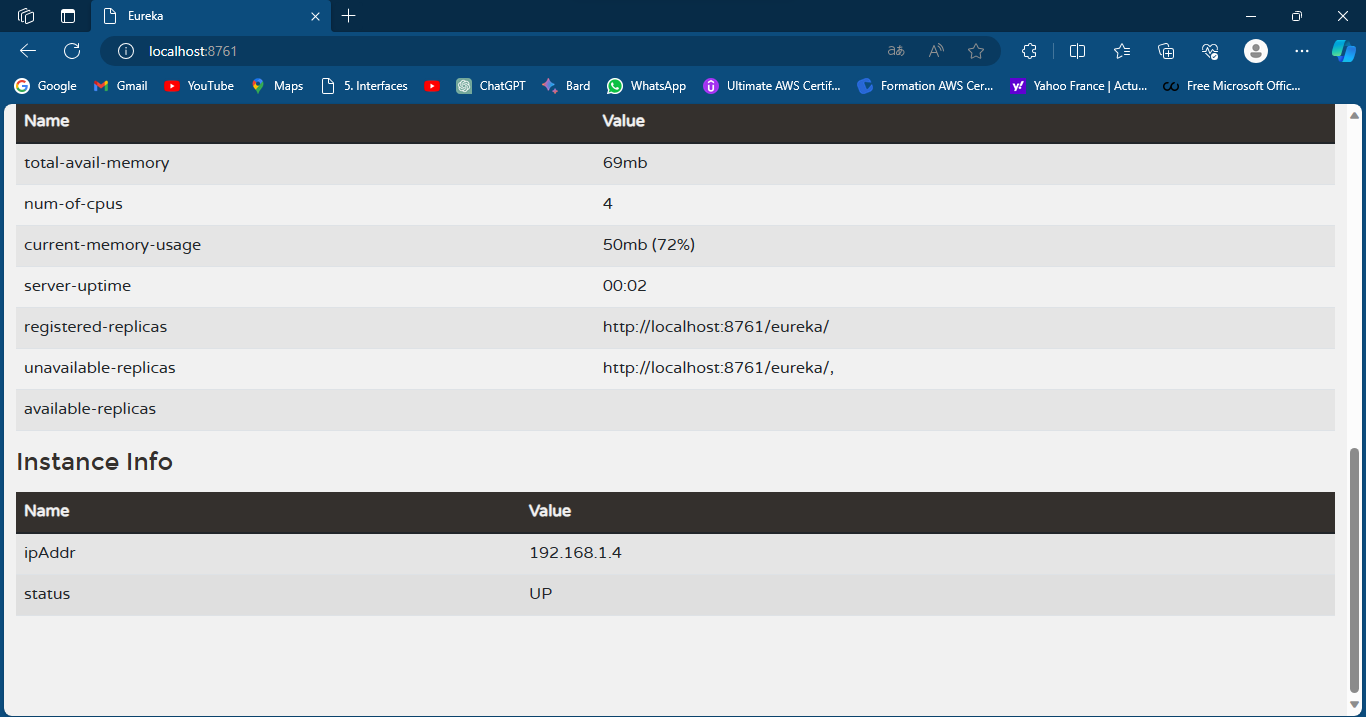 Eureka
localhost:8761
Google Gmail YouTube Maps 5. Interfaces ChatGPT Bard WhatsApp Ultimate AWS Certif... Formation AWS Cer... Yahoo France | Actu... Free Microsoft Offic...
Name Value
total-avail-memory 69mb
num-of-cpus 4
current-memory-usage 50mb (72%)
server-uptime 00:02
registered-replicas http://localhost:8761/eureka/
unavailable-replicas http://localhost:8761/eureka/,
available-replicas
Instance Info
Name Value
ipAddr 192.168.1.4
status UP